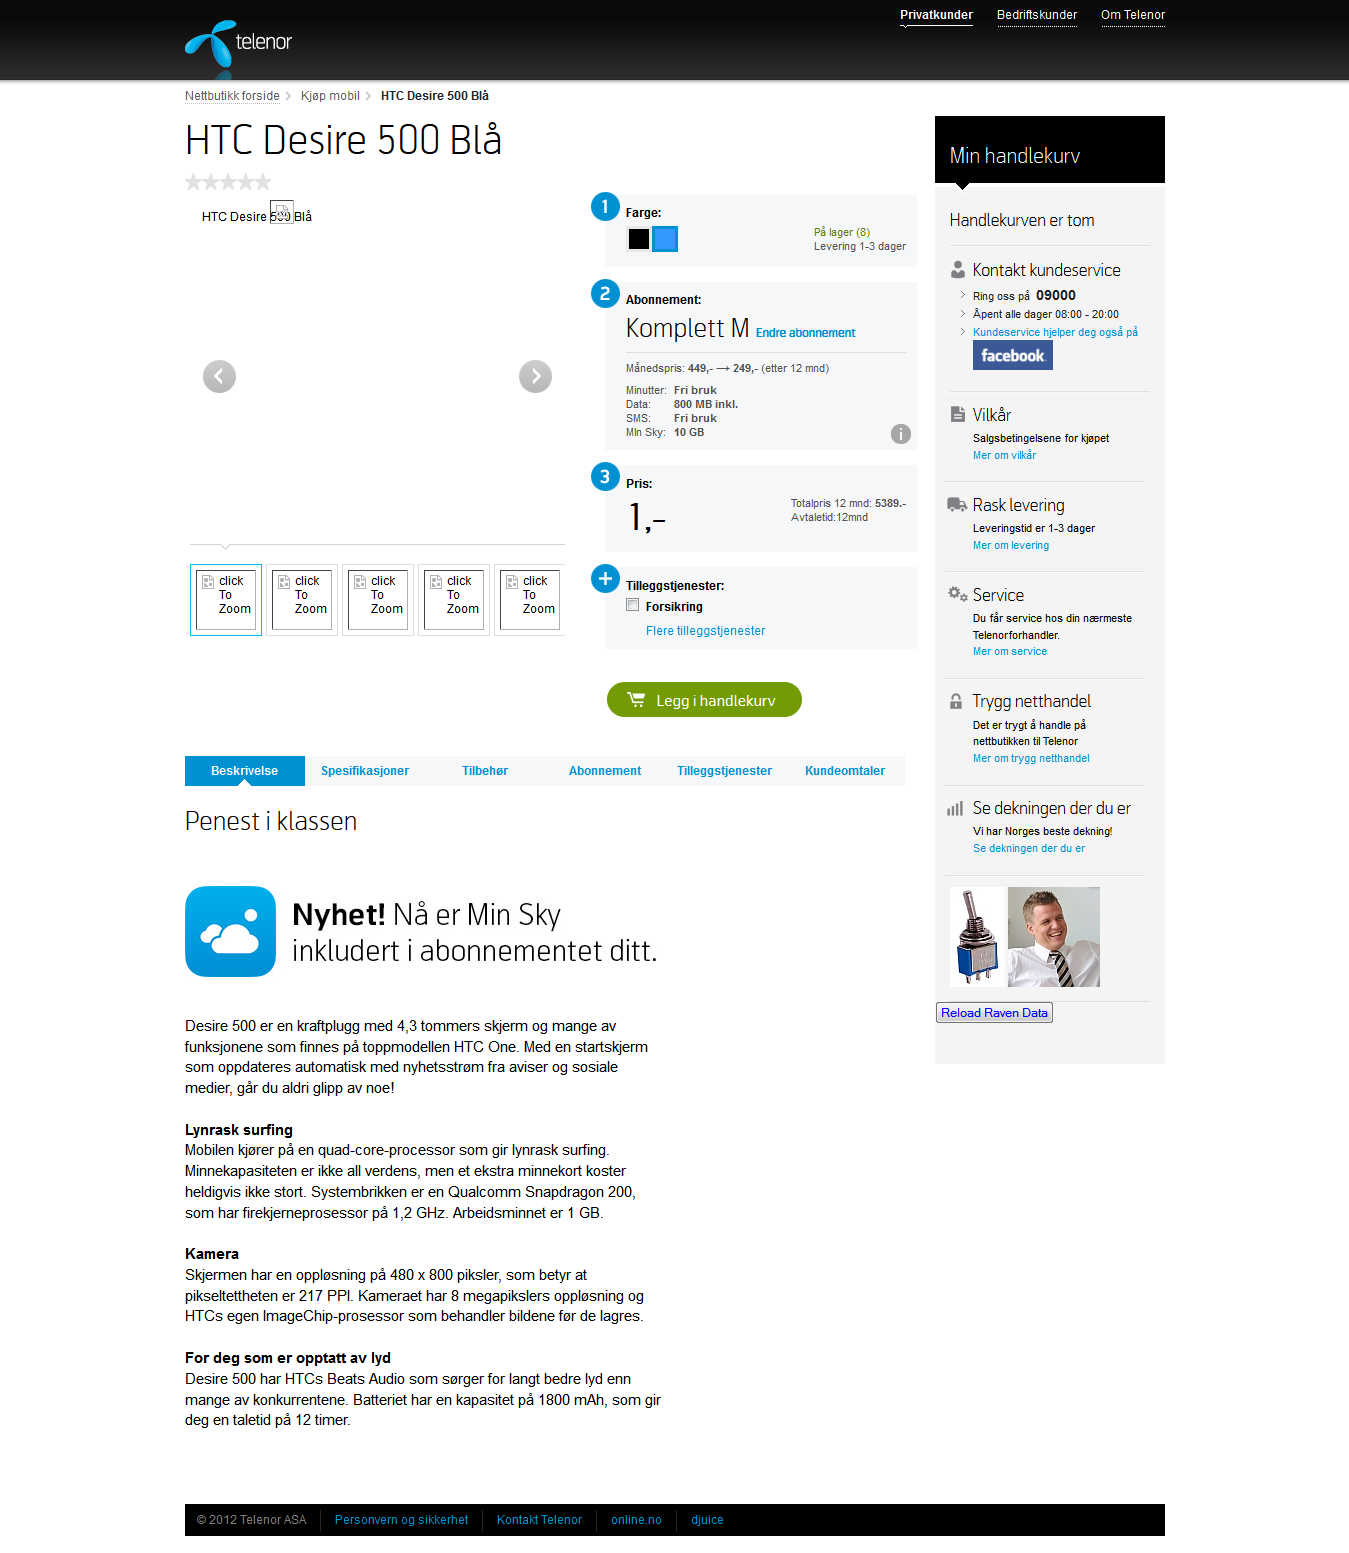 Privatkunder Bedriftskunder Om Telenor
telenor
Nettbutikk forside Kjøp mobil HTC Desire 500 Blå
HTC Desire 500 Blå
HTC Desire 500 Blå
1
Farge:
På lager (8)
Levering 1-3 dager
2
Abonnement:
Komplett M Endre abonnement
Månedspris: 449,- → 249,- (etter 12 mnd)
Minutter: Fri bruk
Data: 800 MB inkl.
SMS: Fri bruk
MIn Sky: 10 GB
i
3
Pris:
1,-
Totalpris 12 mnd: 5389.-
Avtaletid:12mnd
click
To
Zoom
click
To
Zoom
click
To
Zoom
click
To
Zoom
click
To
Zoom
+
Tilleggstjenester:
Forsikring
Flere tilleggstjenester
Legg i handlekurv
Min handlekurv
Handlekurven er tom
Kontakt kundeservice
Ring oss på 09000
Åpent alle dager 08:00 - 20:00
Kundeservice hjelper deg også på
facebook.
Vilkår
Salgsbetingelsene for kjøpet
Mer om vilkår
Rask levering
Leveringstid er 1-3 dager
Mer om levering
Service
Du får service hos din nærmeste
Telenorforhandler.
Mer om service
Trygg netthandel
Det er trygt å handle på
nettbutikken til Telenor
Mer om trygg netthandel
Se dekningen der du er
Vi har Norges beste dekning!
Se dekningen der du er
Reload Raven Data
Beskrivelse Spesifikasjoner Tilbehør Abonnement Tilleggstjenester Kundeomtaler
Penest i klassen
Nyhet! Nå er Min Sky
inkludert i abonnementet ditt.
Desire 500 er en kraftplugg med 4,3 tommers skjerm og mange av
funksjonene som finnes på toppmodellen HTC One. Med en startskjerm
som oppdateres automatisk med nyhetsstrøm fra aviser og sosiale
medier, går du aldri glipp av noe!
Lynrask surfing
Mobilen kjører på en quad-core-processor som gir lynrask surfing.
Minnekapasiteten er ikke all verdens, men et ekstra minnekort koster
heldigvis ikke stort. Systembrikken er en Qualcomm Snapdragon 200,
som har firekjerneprosessor på 1,2 GHz. Arbeidsminnet er 1 GB.
Kamera
Skjermen har en oppløsning på 480 x 800 piksler, som betyr at
pikseltettheten er 217 PPI. Kameraet har 8 megapikslers oppløsning og
HTCs egen ImageChip-prosessor som behandler bildene før de lagres.
For deg som er opptatt av lyd
Desire 500 har HTCs Beats Audio som sørger for langt bedre lyd enn
mange av konkurrentene. Batteriet har en kapasitet på 1800 mAh, som gir
deg en taletid på 12 timer.
© 2012 Telenor ASA Personvern og sikkerhet Kontakt Telenor online.no djuice